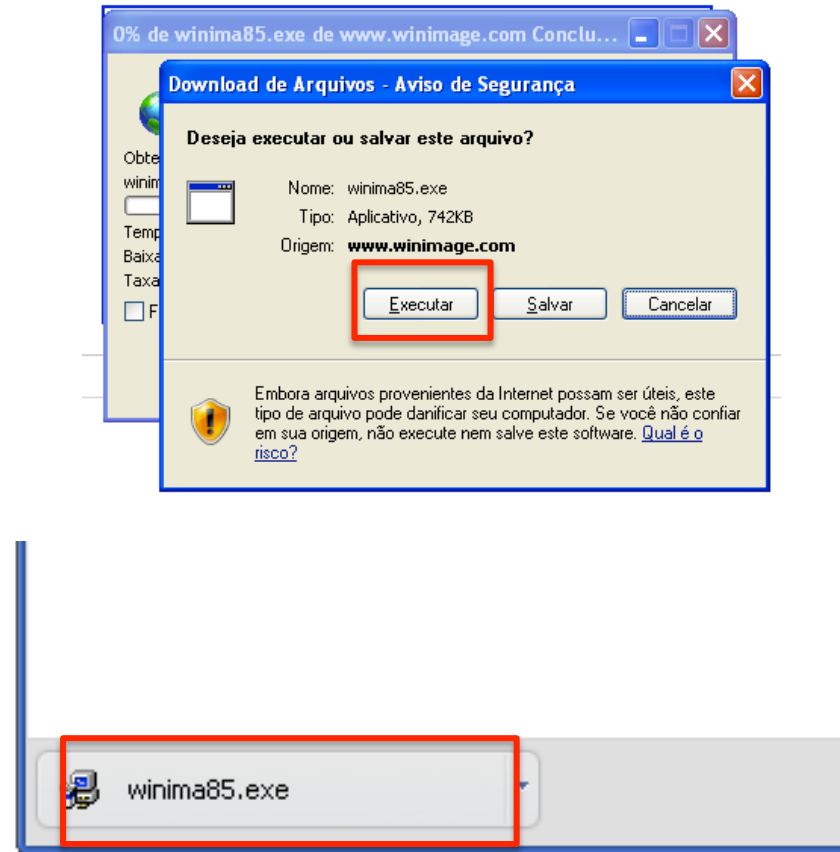 0% de winima85.exe de www.winimage.com Conclu...
Download de Arquivos - Aviso de Segurança
Deseja executar ou salvar este arquivo?
Obte
winim
Nome: winima85.exe
Tipo: Aplicativo, 742KB
Temp
Origem: www.winimage.com
Baixa
Taxa
F
Executar
Salvar
Cancelar
Embora arquivos provenientes da Internet possam ser úteis, este
tipo de arquivo pode danificar seu computador. Se você não confiar
em sua origem, não execute nem salve este software. Qual é o
risco?
winima85.exe